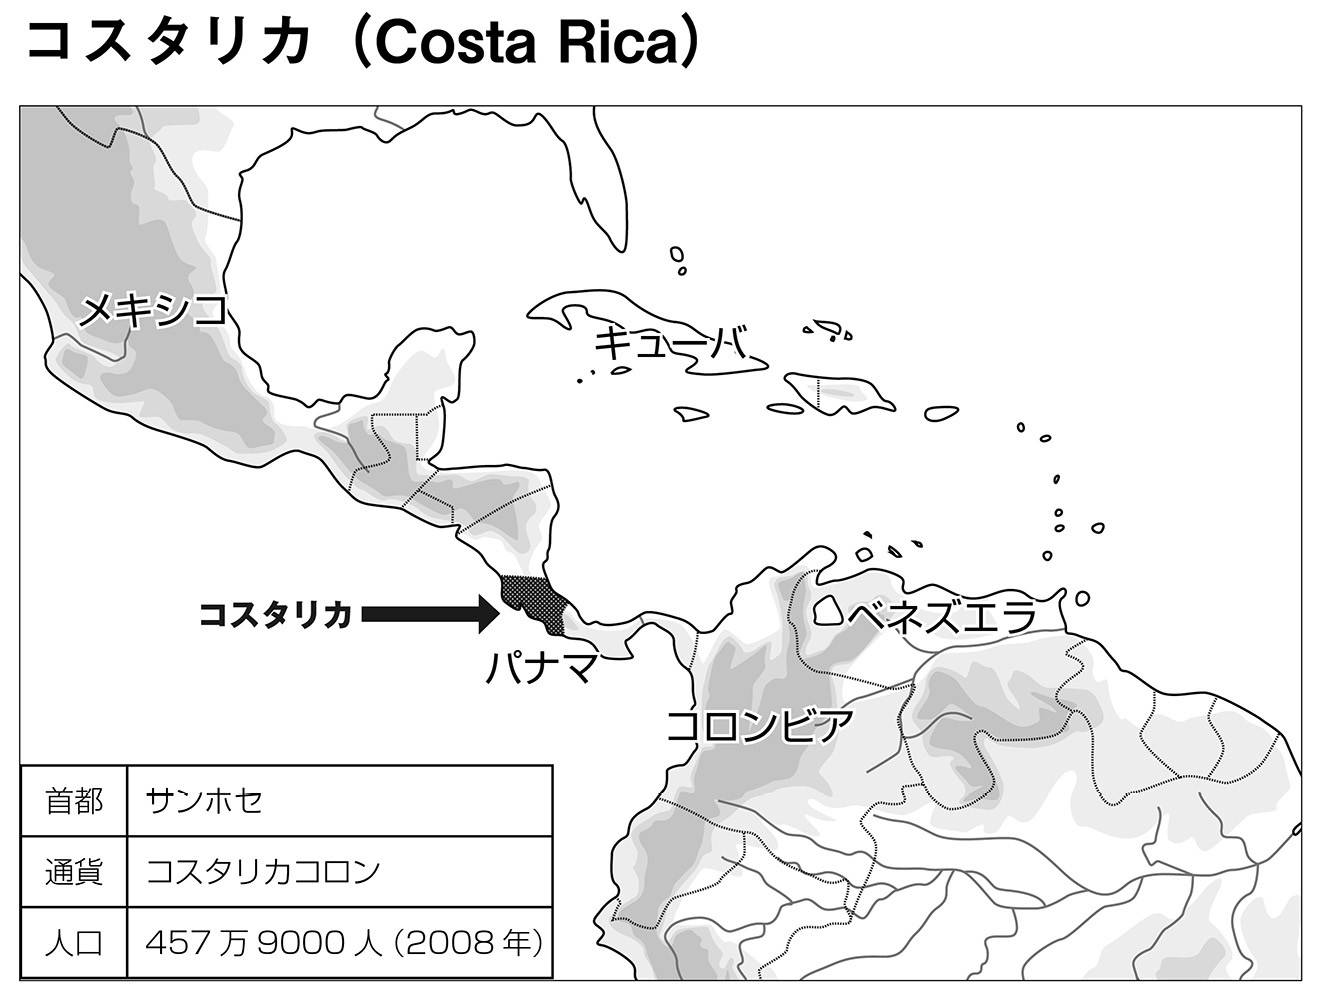 コスタリカ（Costa Rica）
メキシコ
キューバ
コスタリカ
パナマ
ベネズエラ
コロンビア
首都 サンホセ
通貨 コスタリカコロン
人口 457万9000人（2008年）